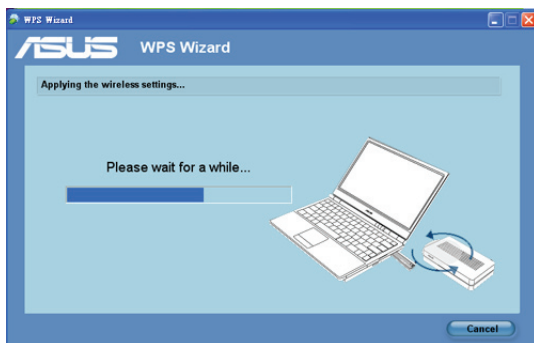 WPS Wizard
ASUS WPS Wizard
Applying the wireless settings...
Please wait for a while...
Cancel